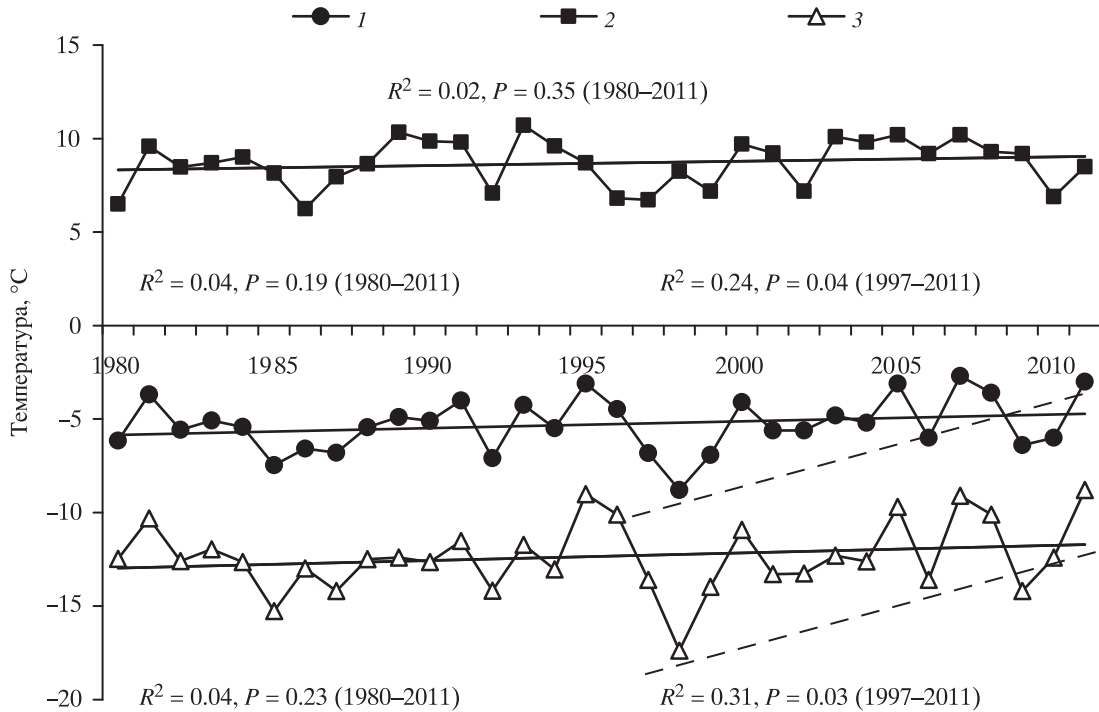 1 2 3
15
R² = 0.02, P = 0.35 (1980–2011)
10
5
R² = 0.04, P = 0.19 (1980–2011) R² = 0.24, P = 0.04 (1997–2011)
0
1980 1985 1990 1995 2000 2005 2010
Температура, °C
–5
–10
–15
–20
R² = 0.04, P = 0.23 (1980–2011) R² = 0.31, P = 0.03 (1997–2011)